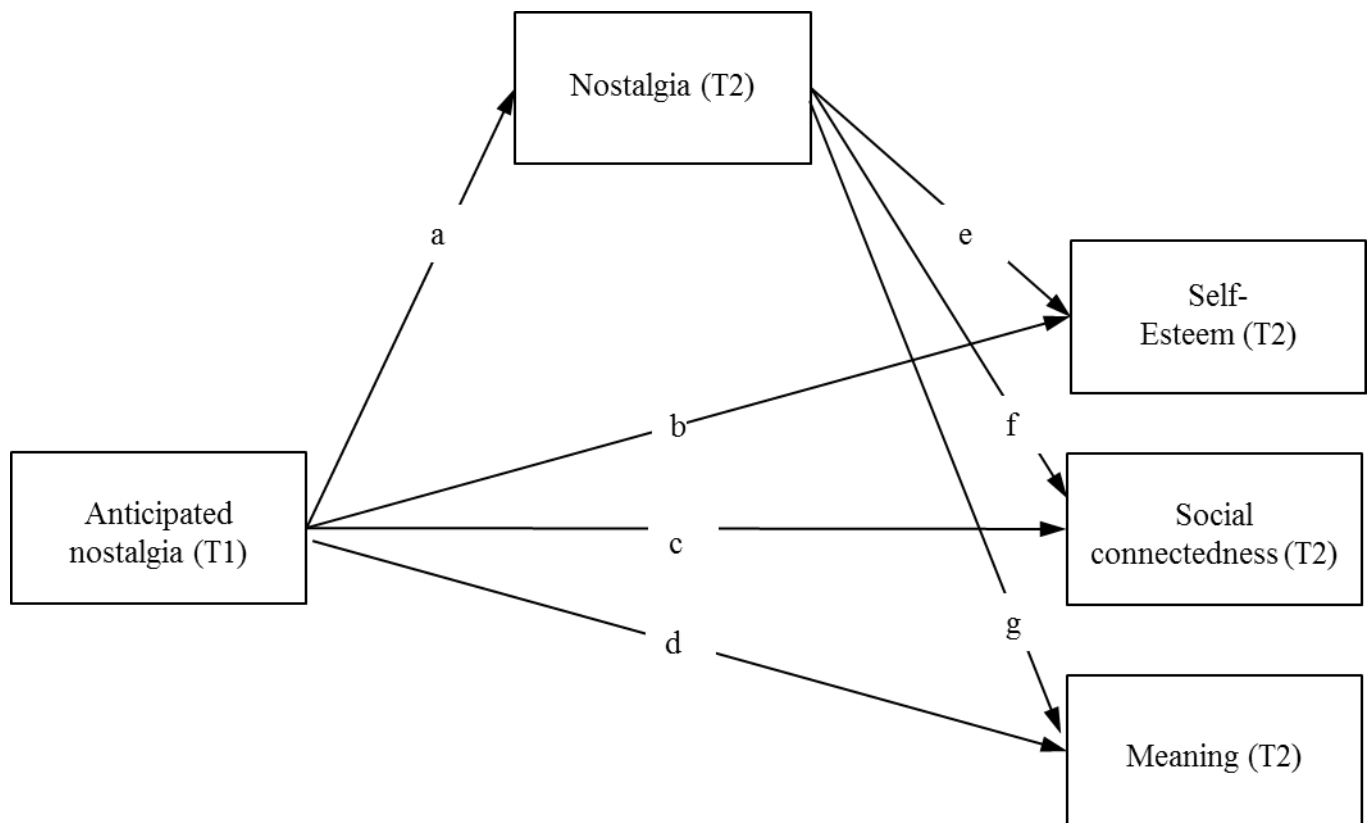 Nostalgia (T2)
a
e
Self-
Esteem (T2)
b
f
Anticipated
nostalgia (T1)
c
Social
connectedness (T2)
d
g
Meaning (T2)